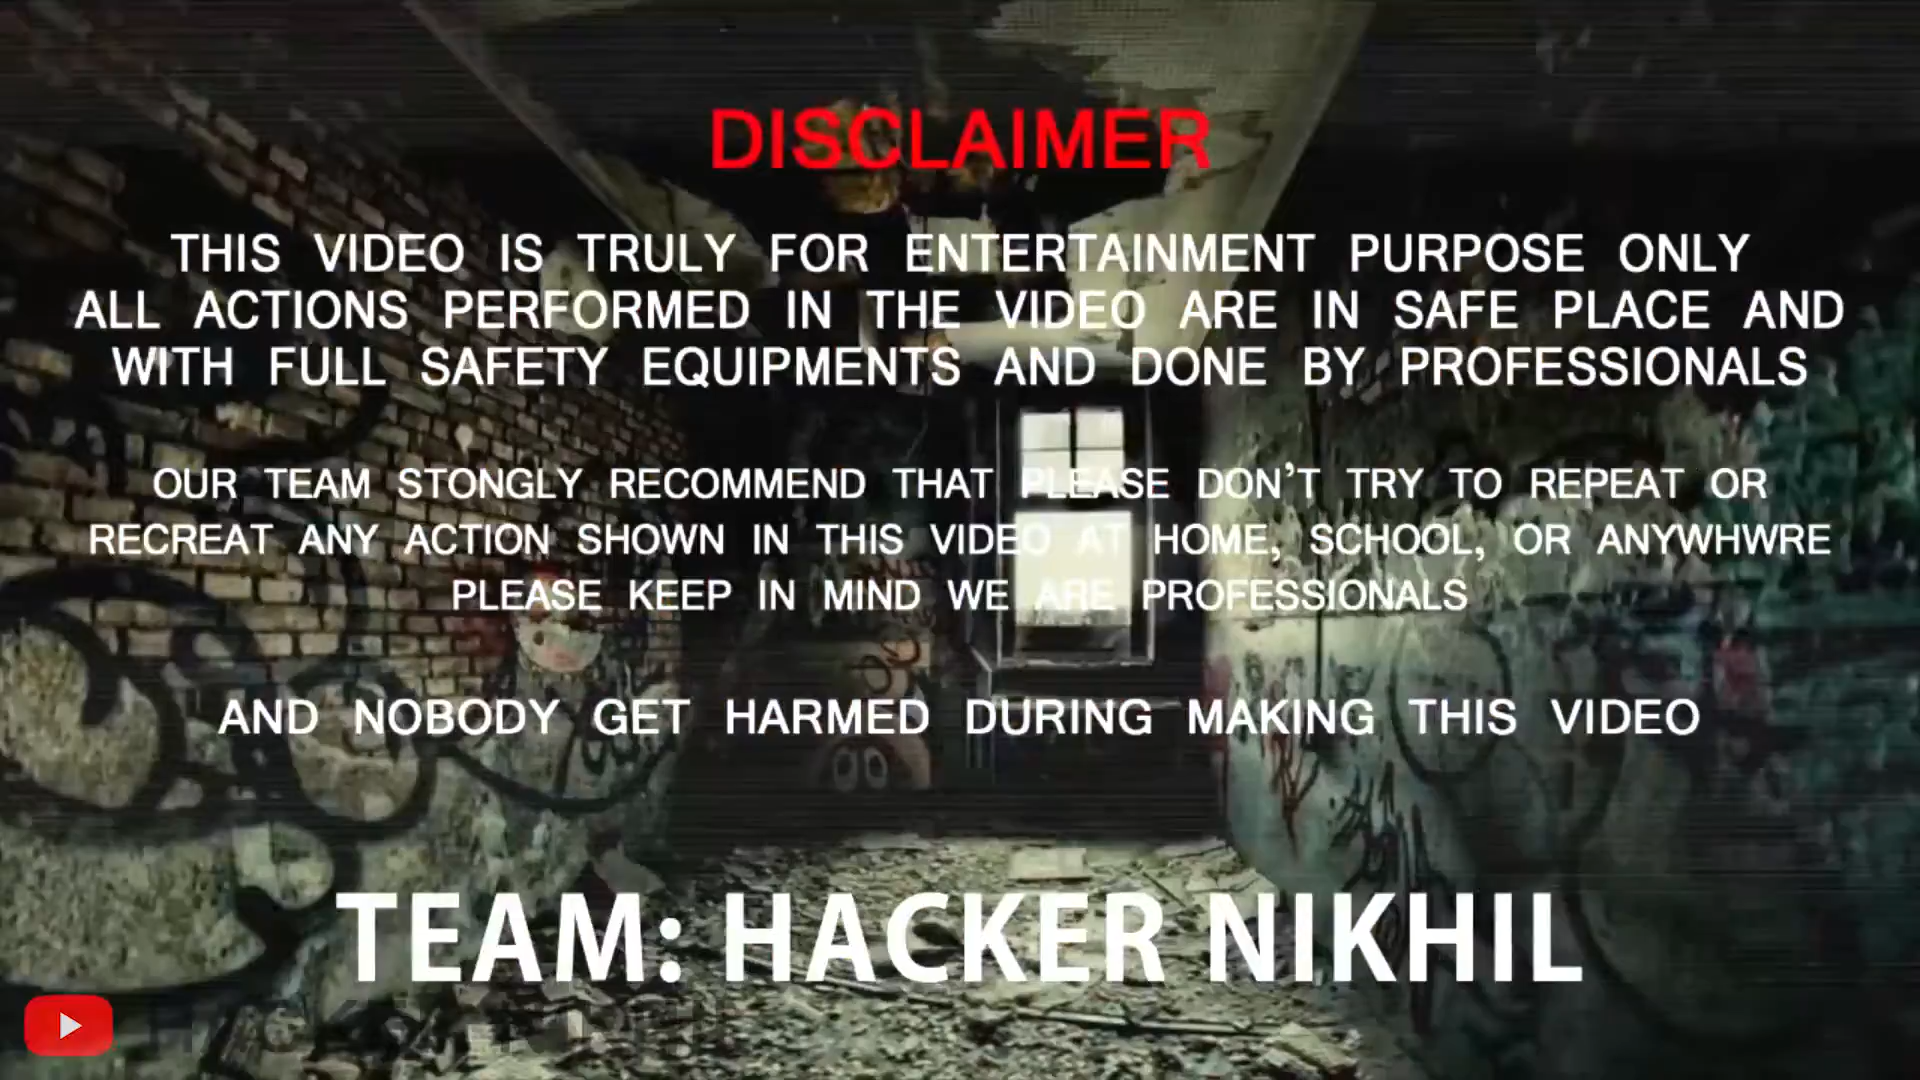 DISCLAIMER
THIS VIDEO IS TRULY FOR ENTERTAINMENT PURPOSE ONLY
ALL ACTIONS PERFORMED IN THE VIDEO ARE IN SAFE PLACE AND
WITH FULL SAFETY EQUIPMENTS AND DONE BY PROFESSIONALS
OUR TEAM STONGLY RECOMMEND THAT PLEASE DON'T TRY TO REPEAT OR
RECREAT ANY ACTION SHOWN IN THIS VIDEO AT HOME, SCHOOL, OR ANYWHWRE
PLEASE KEEP IN MIND WE ARE PROFESSIONALS
AND NOBODY GET HARMED DURING MAKING THIS VIDEO
TEAM: HACKER NIKHIL